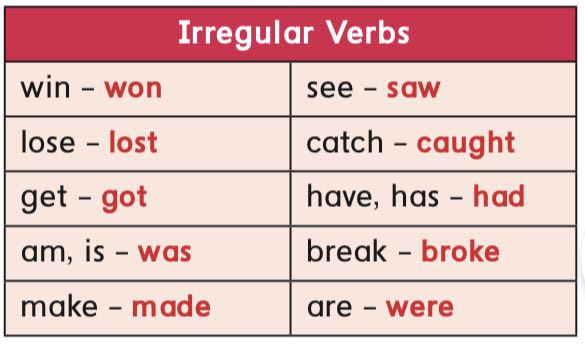 Irregular Verbs
win – won
see – saw
lose – lost
catch – caught
get – got
have, has – had
am, is – was
break – broke
make – made
are – were